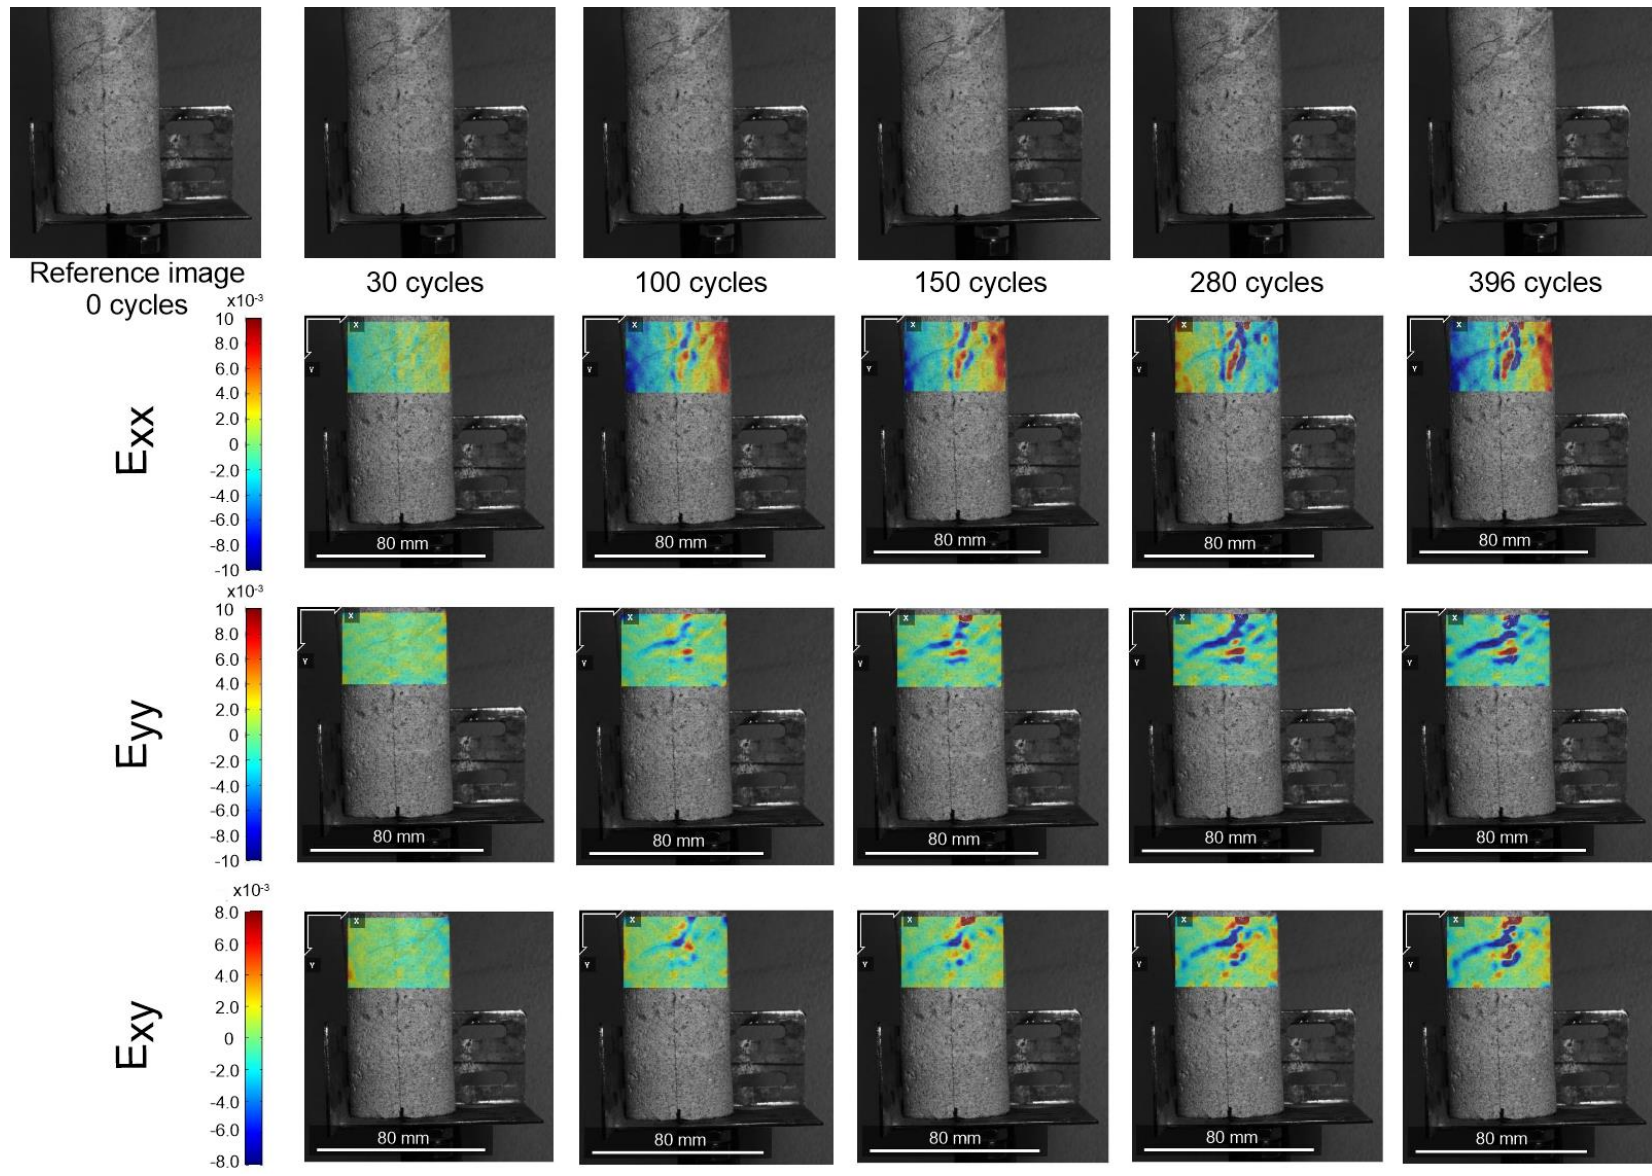 Reference image
0 cycles
30 cycles
100 cycles
150 cycles
280 cycles
396 cycles
Exx
x10-3
10
8.0
6.0
4.0
2.0
0
-2.0
-4.0
-6.0
-8.0
-10
X
Y
80 mm
X
Y
80 mm
X
Y
80 mm
X
Y
80 mm
X
Y
80 mm
Eyy
x10-3
10
8.0
6.0
4.0
2.0
0
-2.0
-4.0
-6.0
-8.0
-10
X
Y
80 mm
X
Y
80 mm
X
Y
80 mm
X
Y
80 mm
X
Y
80 mm
Exy
x10-3
8.0
6.0
4.0
2.0
0
-2.0
-4.0
-6.0
-8.0
X
Y
80 mm
X
Y
80 mm
X
Y
80 mm
X
Y
80 mm
X
Y
80 mm